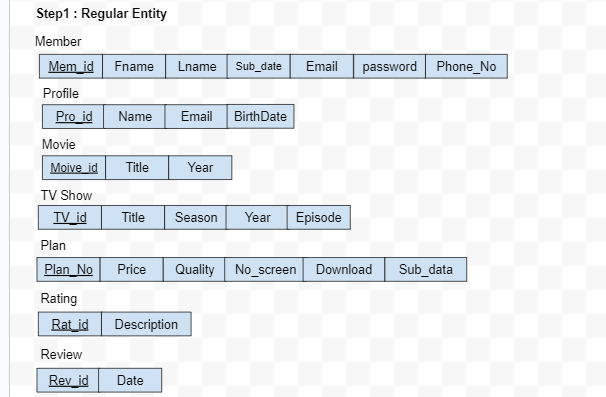 Step1 : Regular Entity
Member
Mem_id Fname Lname Sub_date Email password Phone_No
Profile
Pro_id Name Email BirthDate
Movie
Moive_id Title Year
TV Show
TV_id Title Season Year Episode
Plan
Plan_No Price Quality No_screen Download Sub_data
Rating
Rat_id Description
Review
Rev_id Date